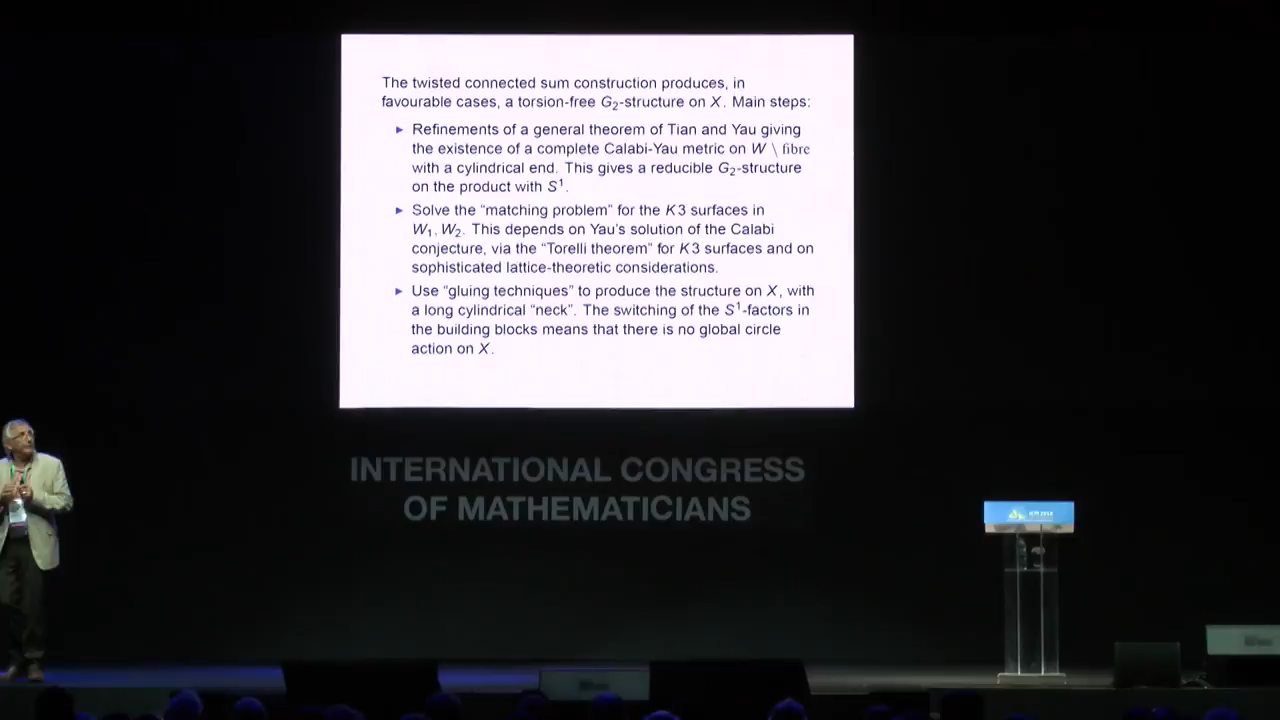 The twisted connected sum construction produces, in
favourable cases, a torsion-free G₂-structure on X. Main steps:
▸ Refinements of a general theorem of Tian and Yau giving
the existence of a complete Calabi-Yau metric on W \ fibre
with a cylindrical end. This gives a reducible G₂-structure
on the product with S¹.
▸ Solve the “matching problem” for the K3 surfaces in
W₁, W₂. This depends on Yau’s solution of the Calabi
conjecture, via the “Torelli theorem” for K3 surfaces and on
sophisticated lattice-theoretic considerations.
▸ Use “gluing techniques” to produce the structure on X, with
a long cylindrical “neck”. The switching of the S¹-factors in
the building blocks means that there is no global circle
action on X.
INTERNATIONAL CONGRESS
OF MATHEMATICIANS
ICM 2018